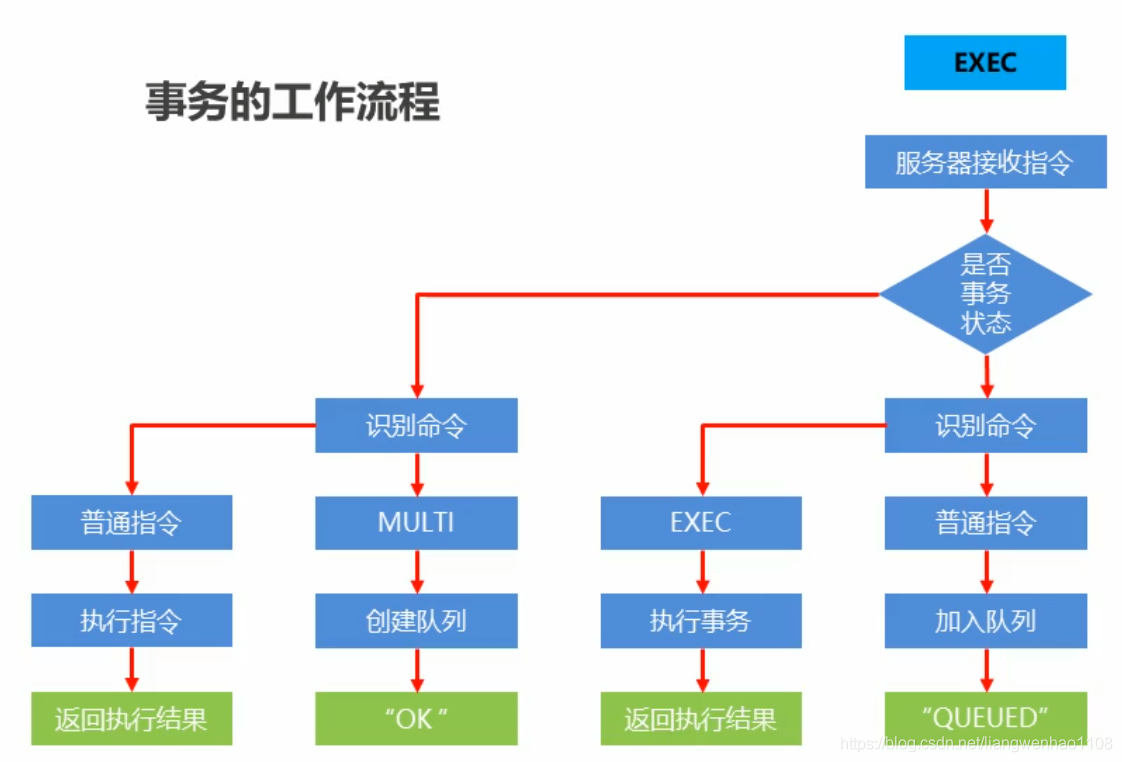 EXEC
事务的工作流程
服务器接收指令
是否
事务
状态
识别命令
识别命令
普通指令
MULTI
EXEC
普通指令
执行指令
创建队列
执行事务
加入队列
返回执行结果
“OK ”
返回执行结果
“QUEUED”
https://blog.csdn.net/liangwenhao1108